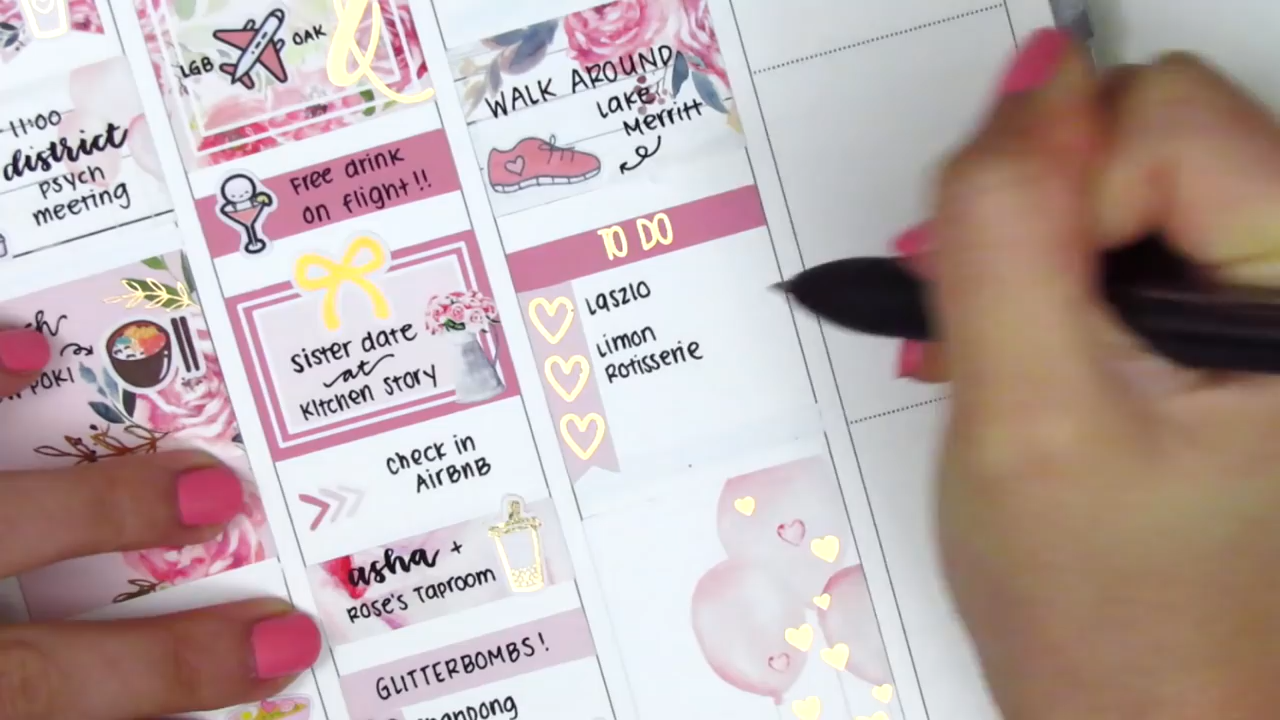 11:00
district
psych
meeting
POKI
LGB
OAK
&
Free drink
on flight!!
sister date
at
Kitchen Story
check in
AirBnB
asha +
Rose's Taproom
GLITTERBOMBS!
WALK AROUND
Lake
Merritt
TO DO
Laszlo
Limon
Rotisserie